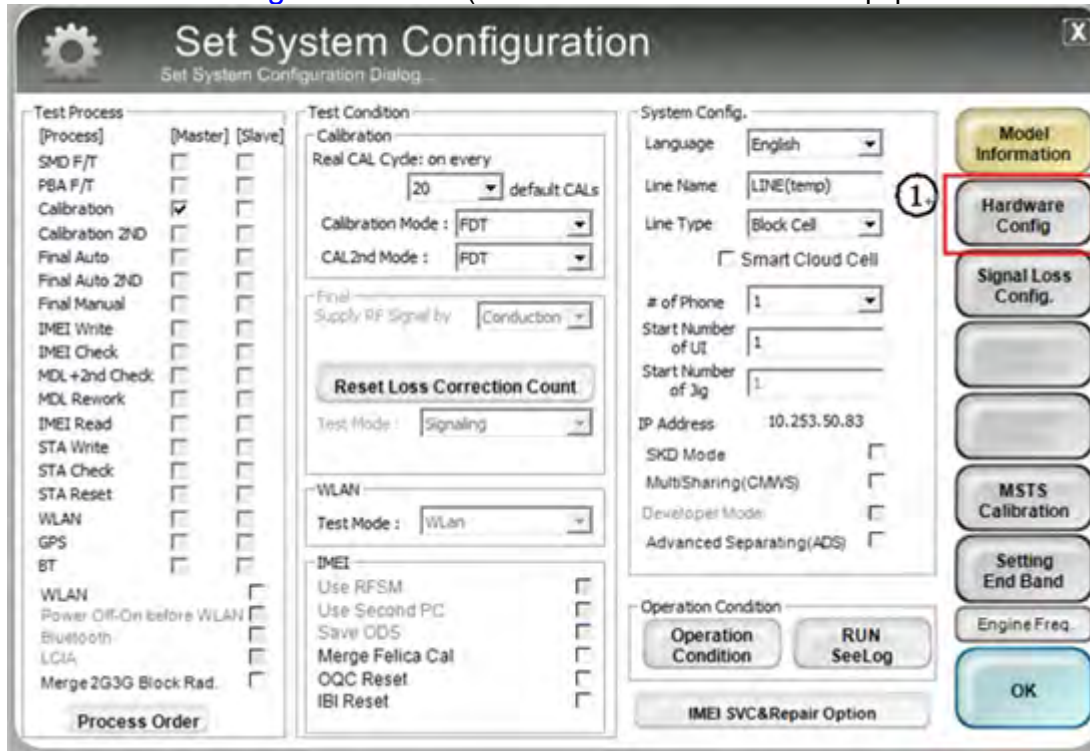 Set System Configuration
Set System Configuration Dialog...
X
Test Process
[Process] [Master] [Slave]
SMD F/T
PBA F/T
Calibration
Calibration 2ND
Final Auto
Final Auto 2ND
Final Manual
IMEI Write
IMEI Check
MDL+2nd Check
MDL Rework
IMEI Read
STA Write
STA Check
STA Reset
WLAN
GPS
BT
WLAN
Power Off-On before WLAN
Bluetooth
LCIA
Merge 2G3G Block Rad.
Process Order
Test Condition
Calibration
Real CAL Cycle: on every
20 default CALs
Calibration Mode : FDT
CAL2nd Mode : FDT
Final
Supply RF Signal by Conduction
Reset Loss Correction Count
Test Mode : Signaling
WLAN
Test Mode : WLan
IMEI
Use RFSM
Use Second PC
Save ODS
Merge Felica Cal
OQC Reset
IBI Reset
System Config.
Language English
Line Name LINE(temp)
Line Type Block Cell
Smart Cloud Cell
# of Phone 1
Start Number of UI 1
Start Number of Jig 1
IP Address 10.253.50.83
SKD Mode
MultiSharing(CMWS)
Developer Mode
Advanced Separating(ADS)
Operation Condition
Operation Condition
RUN SeeLog
IMEI SVC&Repair Option
Model Information
1.
Hardware Config
Signal Loss Config.
MSTS Calibration
Setting End Band
Engine Freq.
OK